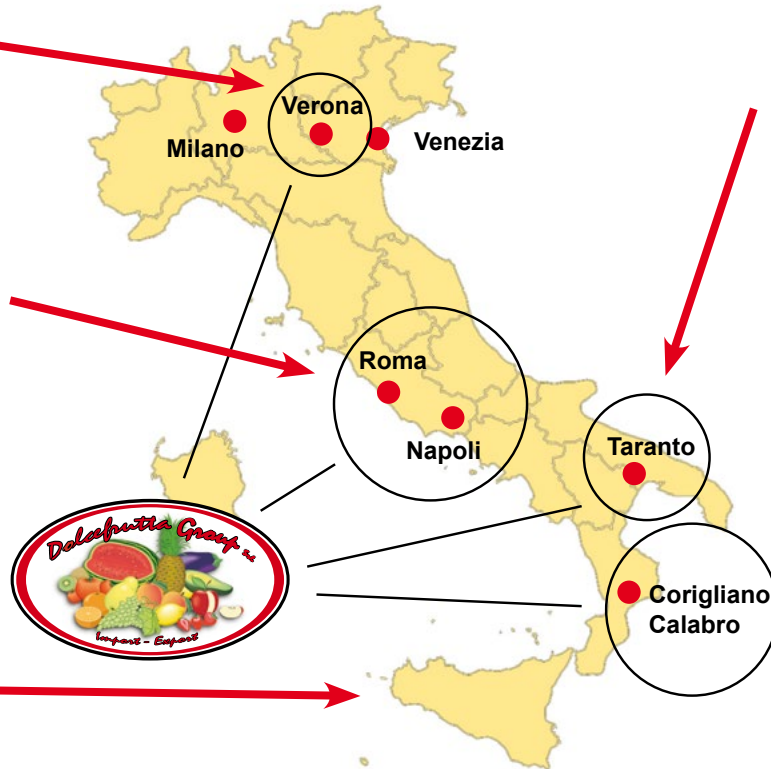 Verona
Milano
Venezia
Roma
Napoli
Taranto
Dolcefrutta Group
Import - Export
Corigliano
Calabro